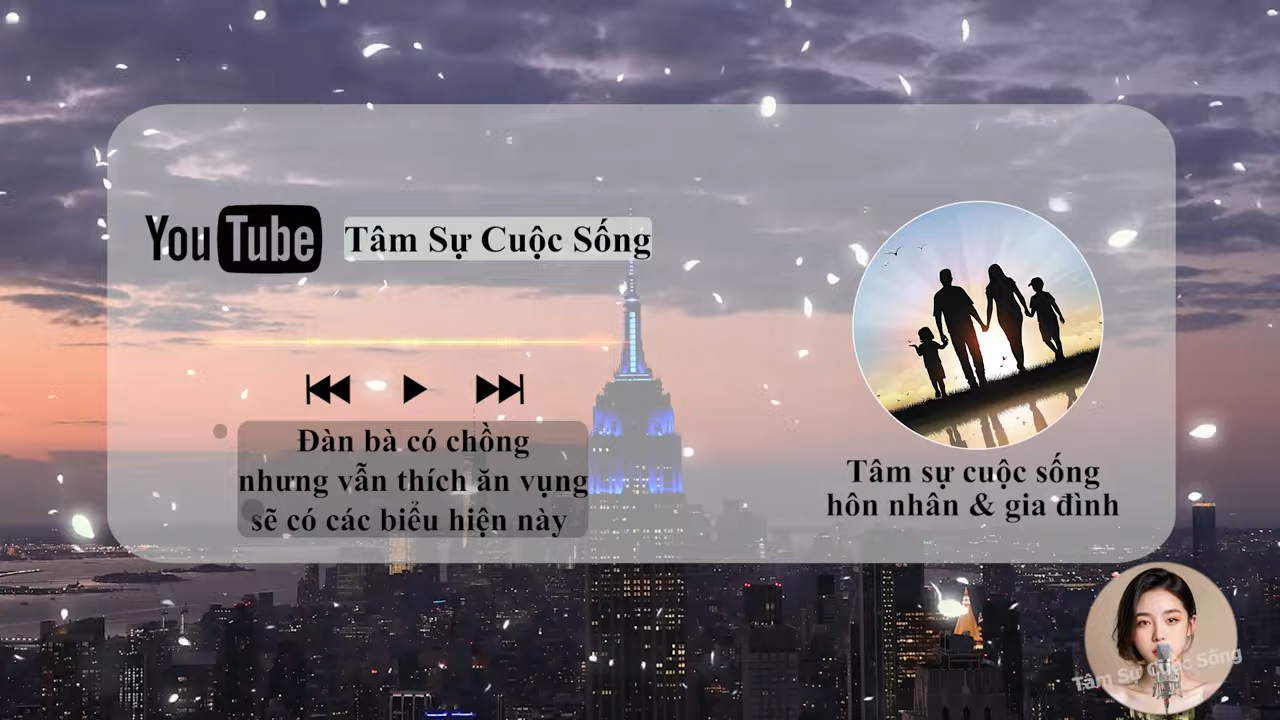 YouTube
Tâm Sự Cuộc Sống
Đàn bà có chồng
nhưng vẫn thích ăn vụng
sẽ có các biểu hiện này
Tâm sự cuộc sống
hôn nhân & gia đình
Tâm Sự Cuộc Sống